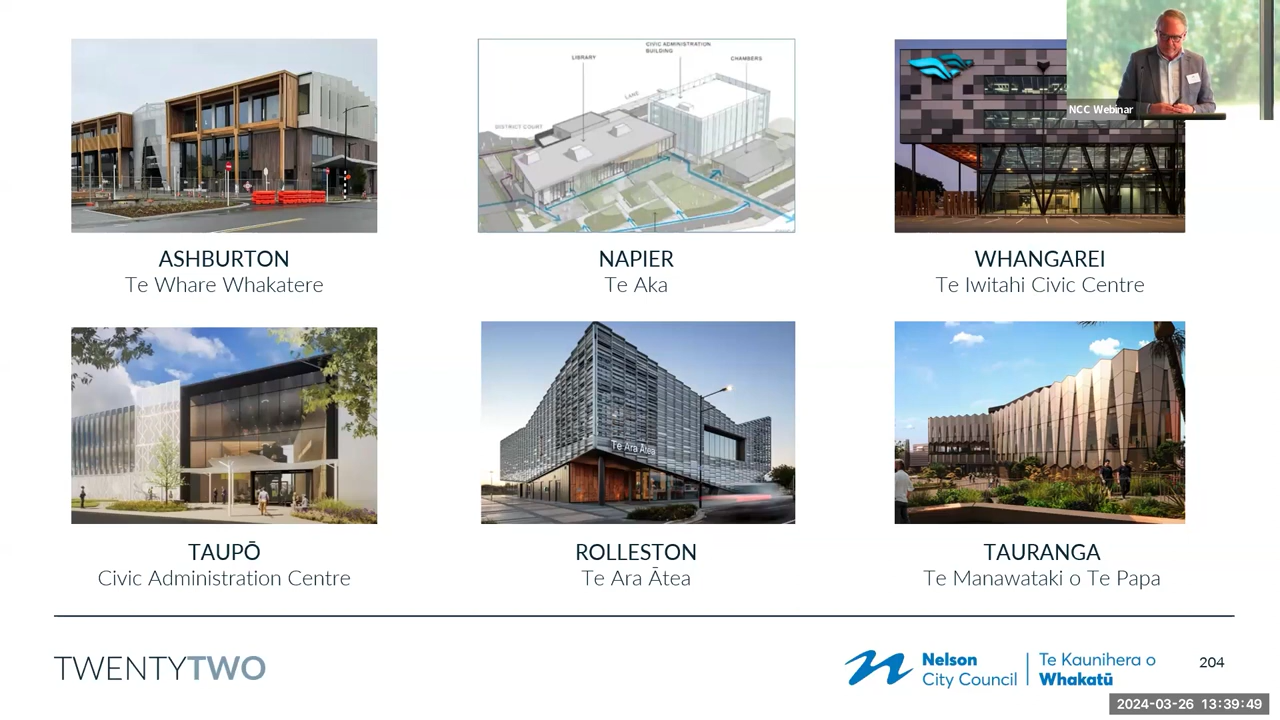 CIVIC ADMINISTRATION
BUILDING
LIBRARY
CHAMBERS
LANE
DISTRICT COURT
NCC Webinar
ASHBURTON
Te Whare Whakatere
NAPIER
Te Aka
WHANGAREI
Te Iwitahi Civic Centre
Te Ara Ātea
TAUPŌ
Civic Administration Centre
ROLLESTON
Te Ara Ātea
TAURANGA
Te Manawataki o Te Papa
TWENTYTWO
Nelson
City Council
Te Kaunihera o
Whakatū
204
2024-03-26 13:39:49